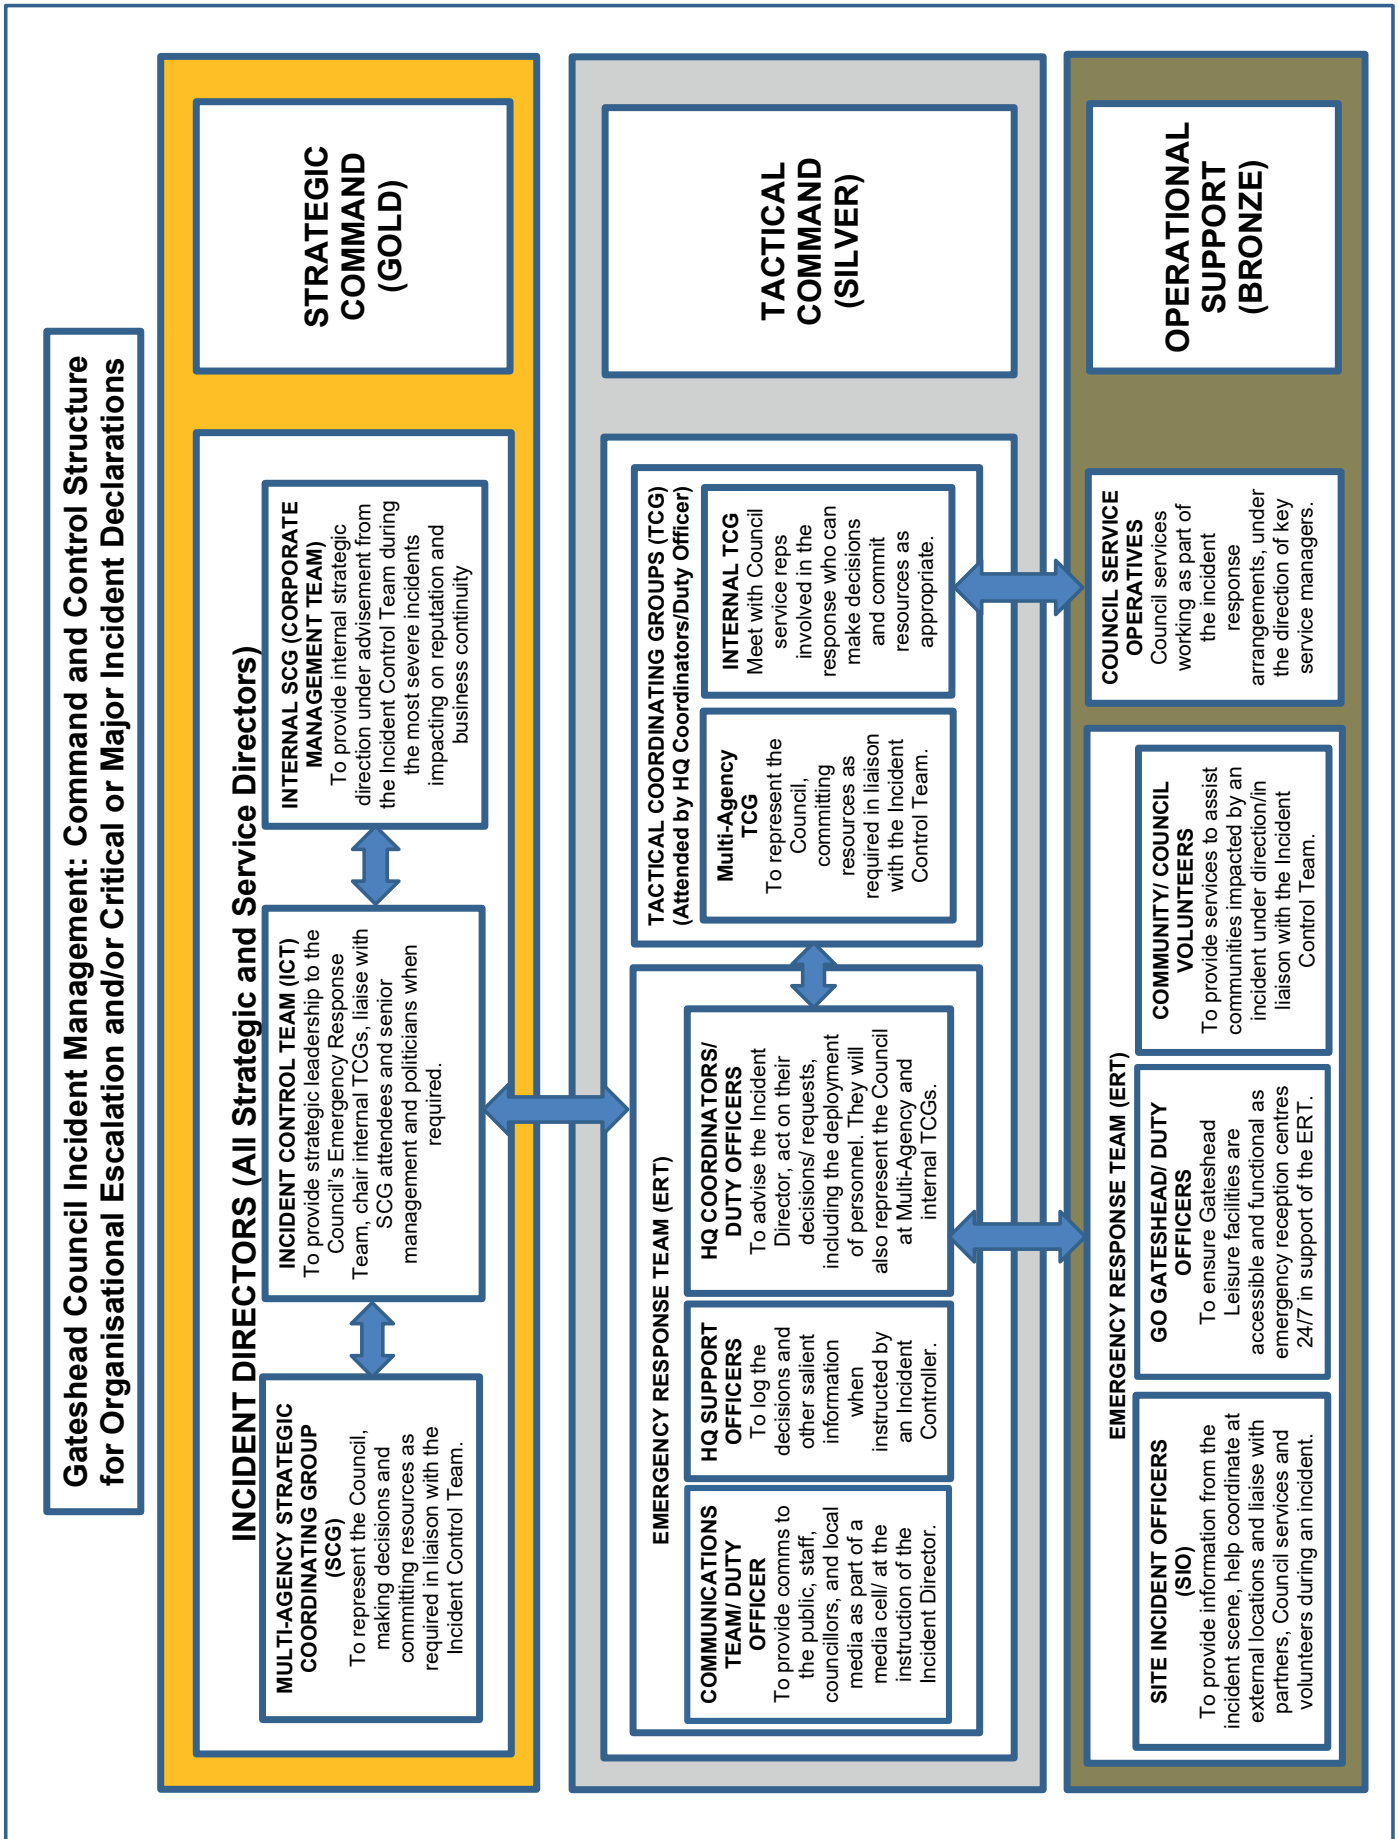 Gateshead Council Incident Management: Command and Control Structure
for Organisational Escalation and/or Critical or Major Incident Declarations
INCIDENT DIRECTORS (All Strategic and Service Directors)
MULTI-AGENCY STRATEGIC
COORDINATING GROUP
(SCG)
To represent the Council,
making decisions and
committing resources as
required in liaison with the
Incident Control Team.
INCIDENT CONTROL TEAM (ICT)
To provide strategic leadership to the
Council’s Emergency Response
Team, chair internal TCGs, liaise with
SCG attendees and senior
management and politicians when
required.
INTERNAL SCG (CORPORATE
MANAGEMENT TEAM)
To provide internal strategic
direction under advisement from
the Incident Control Team during
the most severe incidents
impacting on reputation and
business continuity
STRATEGIC
COMMAND
(GOLD)
EMERGENCY RESPONSE TEAM (ERT)
COMMUNICATIONS
TEAM/ DUTY
OFFICER
To provide comms to
the public, staff,
councillors, and local
media as part of a
media cell/ at the
instruction of the
Incident Director.
HQ SUPPORT
OFFICERS
To log the
decisions and
other salient
information
when
instructed by
an Incident
Controller.
HQ COORDINATORS/
DUTY OFFICERS
To advise the Incident
Director, act on their
decisions/ requests,
including the deployment
of personnel. They will
also represent the Council
at Multi-Agency and
internal TCGs.
TACTICAL COORDINATING GROUPS (TCG)
(Attended by HQ Coordinators/Duty Officer)
Multi-Agency
TCG
To represent the
Council,
committing
resources as
required in liaison
with the Incident
Control Team.
INTERNAL TCG
Meet with Council
service reps
involved in the
response who can
make decisions
and commit
resources as
appropriate.
TACTICAL
COMMAND
(SILVER)
EMERGENCY RESPONSE TEAM (ERT)
SITE INCIDENT OFFICERS
(SIO)
To provide information from the
incident scene, help coordinate at
external locations and liaise with
partners, Council services and
volunteers during an incident.
GO GATESHEAD/ DUTY
OFFICERS
To ensure Gateshead
Leisure facilities are
accessible and functional as
emergency reception centres
24/7 in support of the ERT.
COMMUNITY/ COUNCIL
VOLUNTEERS
To provide services to assist
communities impacted by an
incident under direction/in
liaison with the Incident
Control Team.
COUNCIL SERVICE
OPERATIVES
Council services
working as part of
the incident
response
arrangements, under
the direction of key
service managers.
OPERATIONAL
SUPPORT
(BRONZE)